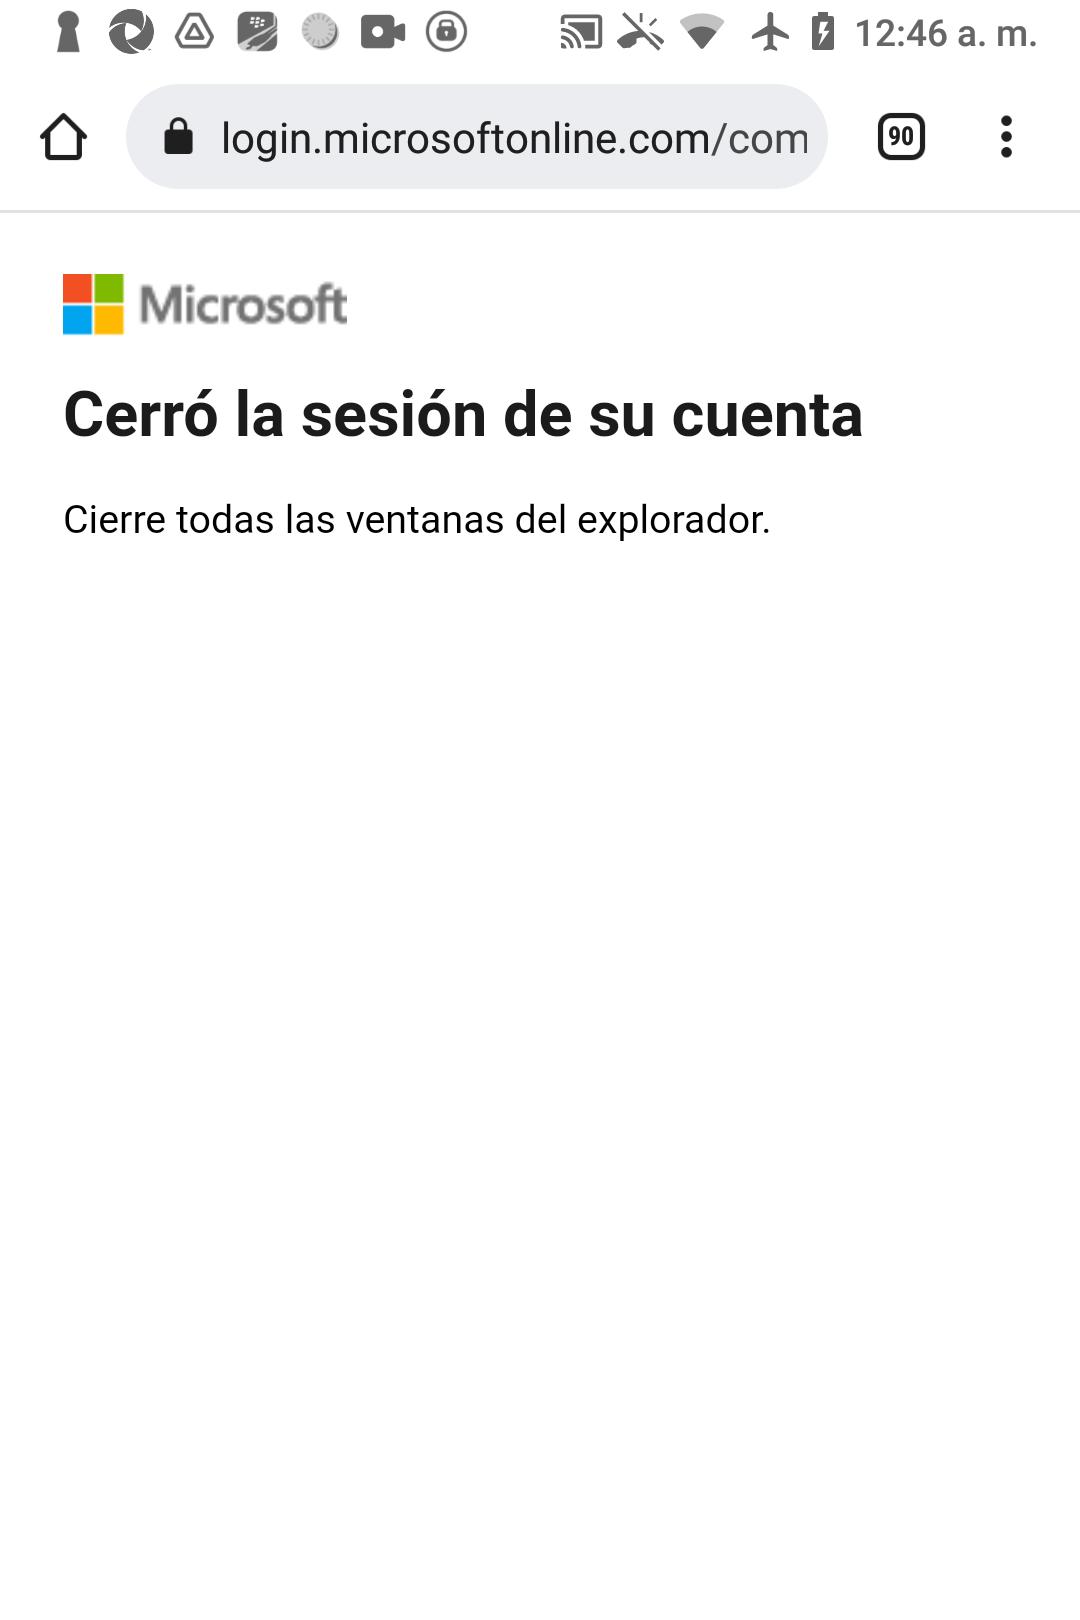 12:46 a. m.
login.microsoftonline.com/com
90
Microsoft
Cerró la sesión de su cuenta
Cierre todas las ventanas del explorador.